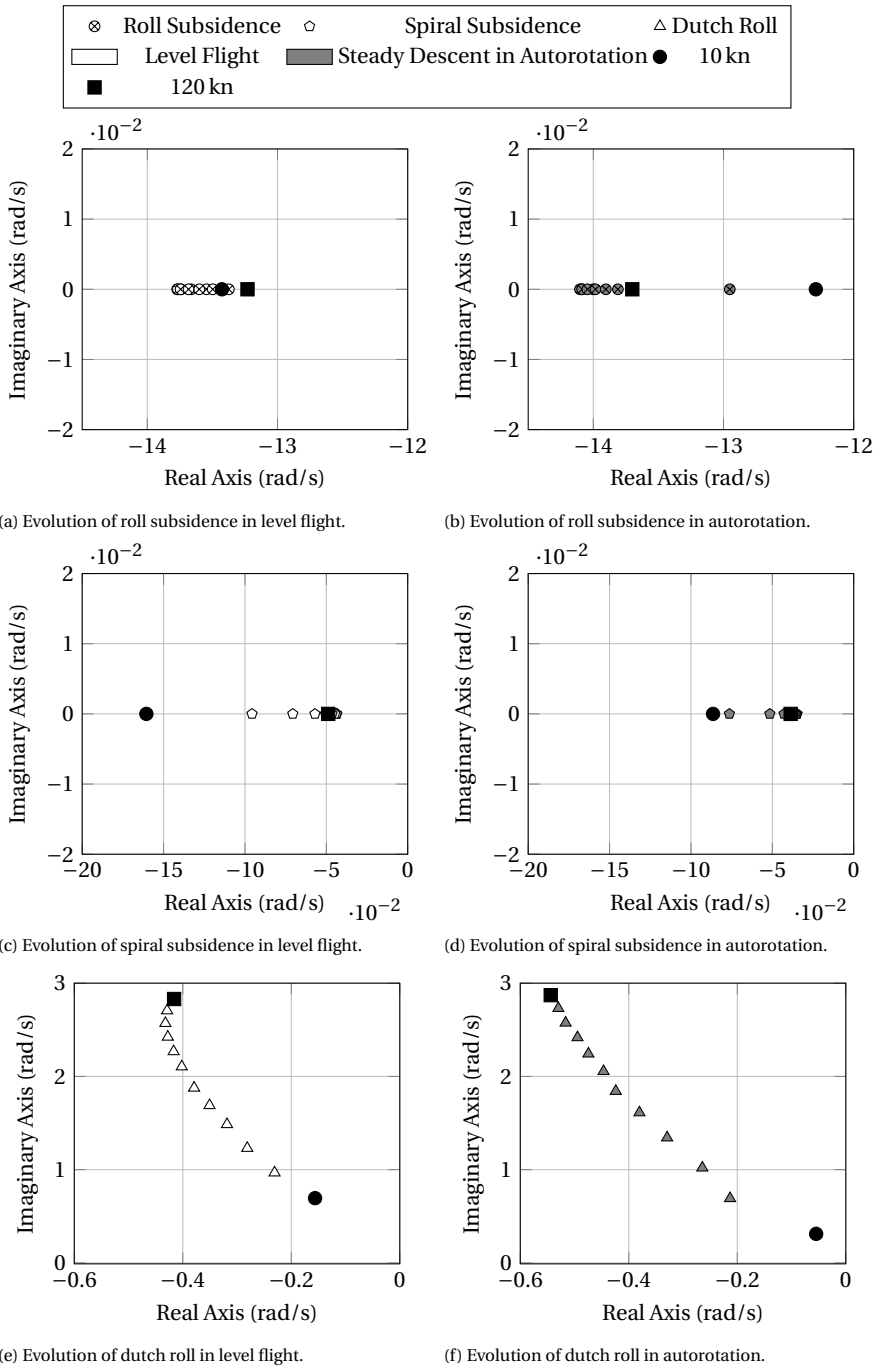 Roll Subsidence Spiral Subsidence Dutch Roll
Level Flight Steady Descent in Autorotation 10 kn
120 kn
·10−2
2
1
0
−1
−2
−14 −13 −12
Imaginary Axis (rad/s)
Real Axis (rad/s)
(a) Evolution of roll subsidence in level flight.
·10−2
2
1
0
−1
−2
−14 −13 −12
Imaginary Axis (rad/s)
Real Axis (rad/s)
(b) Evolution of roll subsidence in autorotation.
·10−2
2
1
0
−1
−2
−20 −15 −10 −5 0
Imaginary Axis (rad/s)
Real Axis (rad/s)
·10−2
(c) Evolution of spiral subsidence in level flight.
·10−2
2
1
0
−1
−2
−20 −15 −10 −5 0
Imaginary Axis (rad/s)
Real Axis (rad/s)
·10−2
(d) Evolution of spiral subsidence in autorotation.
3
2
1
0
−0.6 −0.4 −0.2 0
Imaginary Axis (rad/s)
Real Axis (rad/s)
(e) Evolution of dutch roll in level flight.
3
2
1
0
−0.6 −0.4 −0.2 0
Imaginary Axis (rad/s)
Real Axis (rad/s)
(f) Evolution of dutch roll in autorotation.